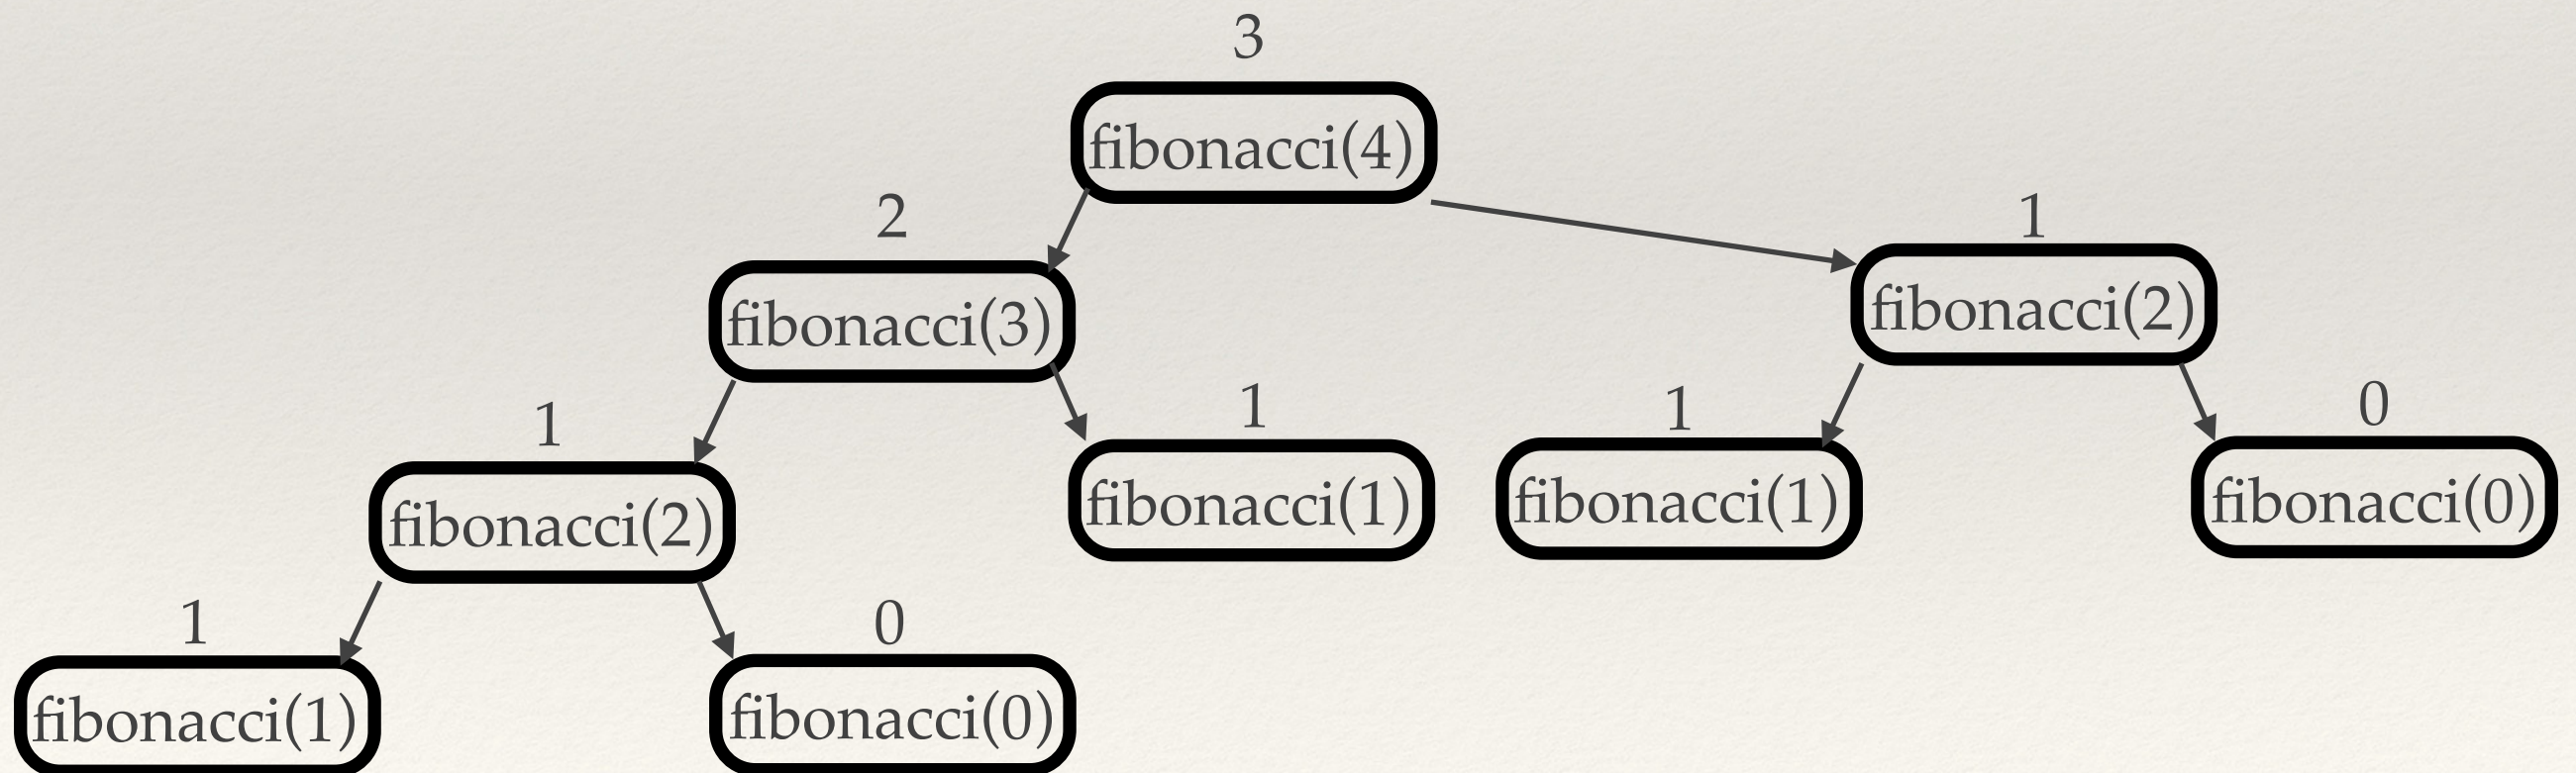 3
fibonacci(4)
2
1
fibonacci(3)
fibonacci(2)
1
1
1
0
fibonacci(2)
fibonacci(1)
fibonacci(1)
fibonacci(0)
1
0
fibonacci(1)
fibonacci(0)